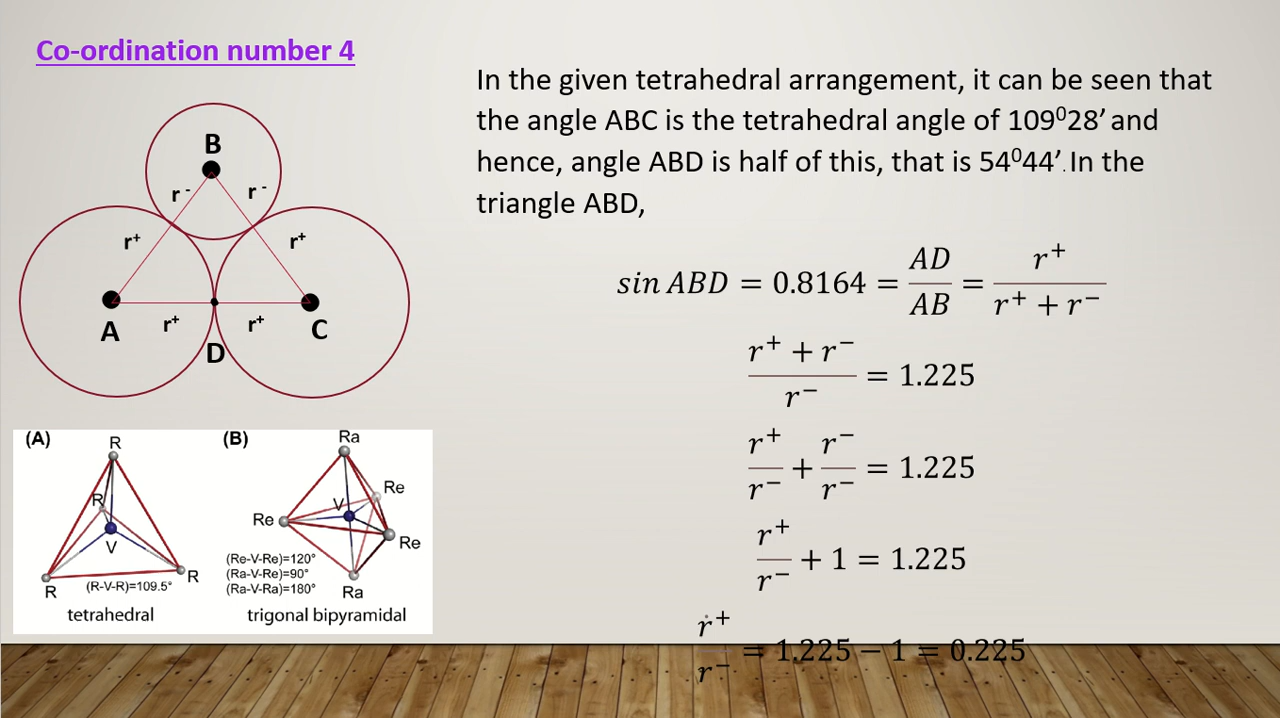 Co-ordination number 4
B
r⁻ r⁻
r⁺ r⁺
A r⁺ r⁺ C
D
In the given tetrahedral arrangement, it can be seen that
the angle ABC is the tetrahedral angle of 109⁰28’ and
hence, angle ABD is half of this, that is 54⁰44’. In the
triangle ABD,
sin ABD = 0.8164 = AD/AB = r⁺/(r⁺ + r⁻)
(r⁺ + r⁻)/r⁻ = 1.225
r⁺/r⁻ + r⁻/r⁻ = 1.225
r⁺/r⁻ + 1 = 1.225
r⁺/r⁻ = 1.225 − 1 = 0.225
(A)
R
R
V
R R
(R-V-R)=109.5°
tetrahedral
(B)
Ra
Re
V
Re
Re
(Re-V-Re)=120°
(Ra-V-Re)=90°
(Ra-V-Ra)=180°
Ra
trigonal bipyramidal